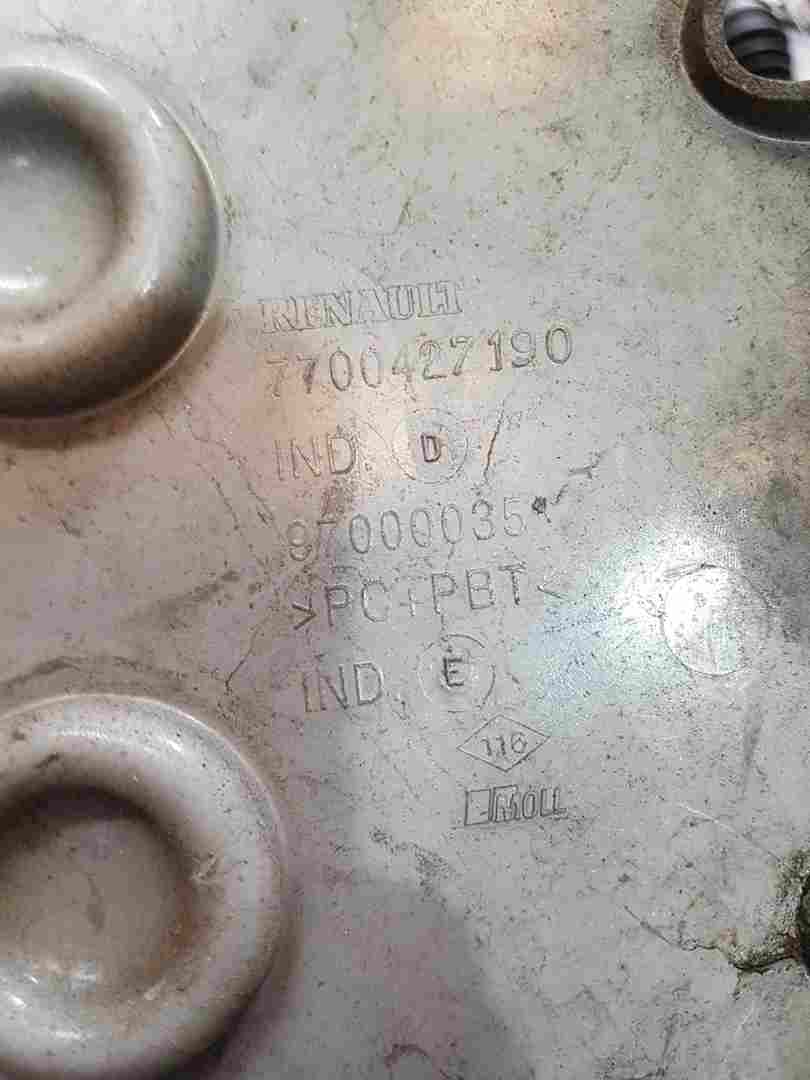 RENAULT
7700427190
IND. D
97000035
>PC+PBT<
IND. E
116
MOLL